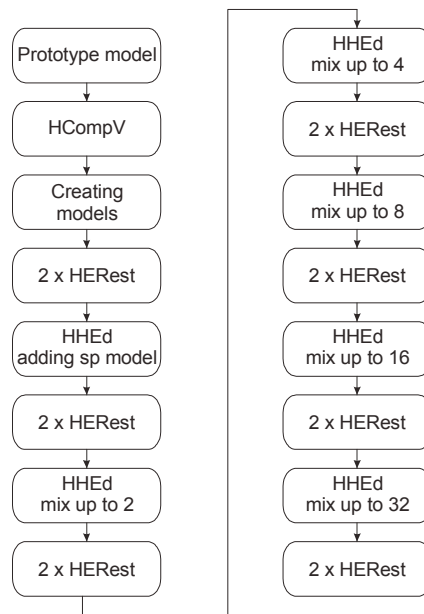 Prototype model
HCompV
Creating
models
2 x HERest
HHEd
adding sp model
2 x HERest
HHEd
mix up to 2
2 x HERest
HHEd
mix up to 4
2 x HERest
HHEd
mix up to 8
2 x HERest
HHEd
mix up to 16
2 x HERest
HHEd
mix up to 32
2 x HERest